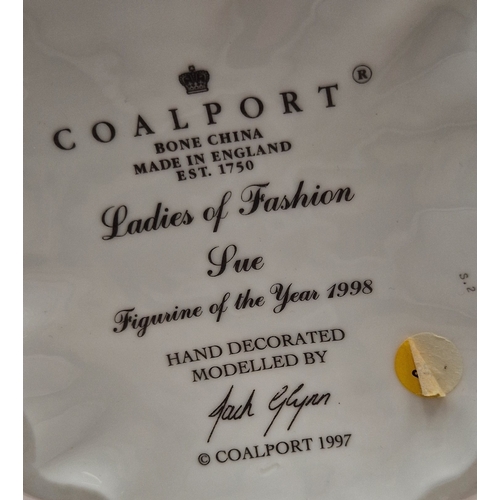 COALPORT®
BONE CHINA
MADE IN ENGLAND
EST. 1750
Ladies of Fashion
Sue
Figurine of the Year 1998
HAND DECORATED
MODELLED BY
Jack Glynn
© COALPORT 1997